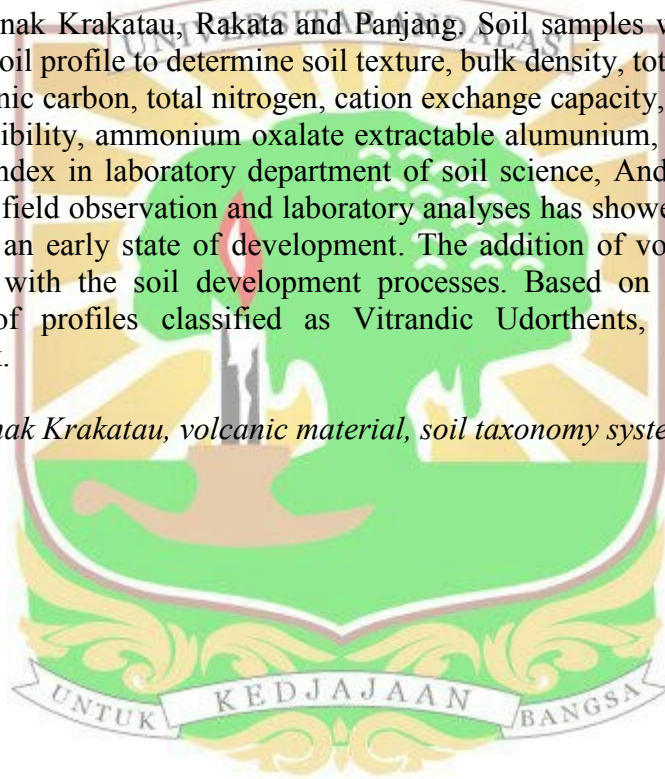 nak Krakatau, Rakata and Panjang. Soil samples w
UNIVERSITAS ANDALAS
oil profile to determine soil texture, bulk density, tot
nic carbon, total nitrogen, cation exchange capacity,
tibility, ammonium oxalate extractable alumunium,
ndex in laboratory department of soil science, And
field observation and laboratory analyses has showe
an early state of development. The addition of vo
with the soil development processes. Based on
of profiles classified as Vitrandic Udorthents,
nak Krakatau, volcanic material, soil taxonomy syste
UNTUK KEDJAJAAN BANGSA